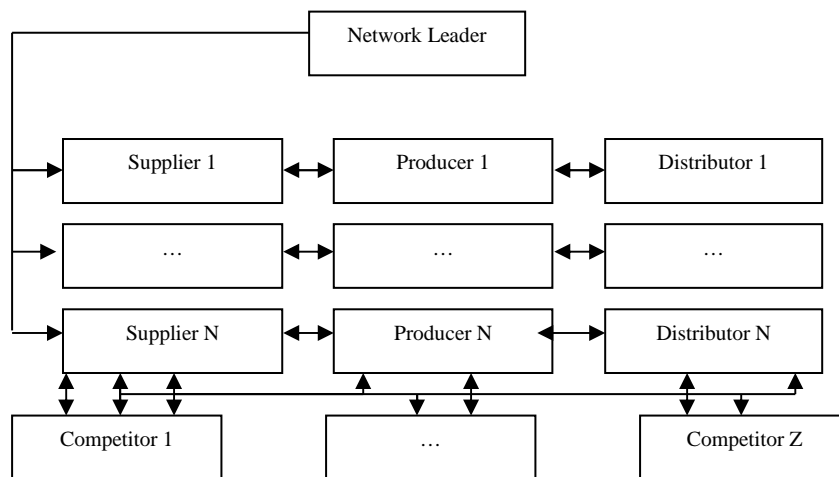 Network Leader
Supplier 1
Producer 1
Distributor 1
…
…
…
Supplier N
Producer N
Distributor N
Competitor 1
…
Competitor Z